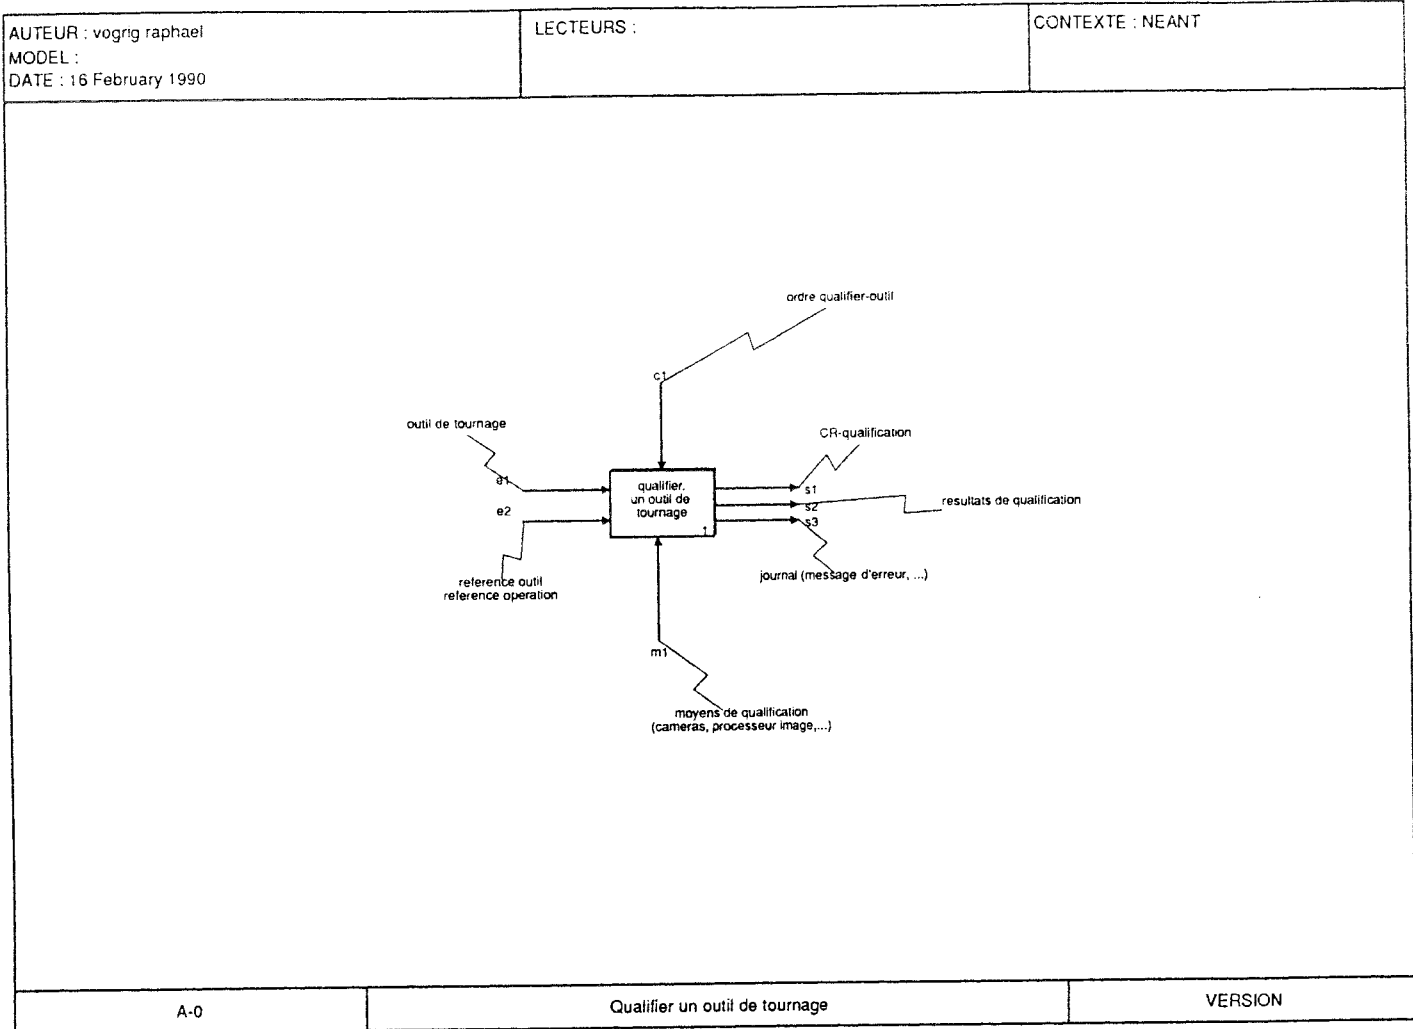 AUTEUR : vogrig raphael
MODEL :
DATE : 16 February 1990
LECTEURS :
CONTEXTE : NEANT
ordre qualifier-outil
c1
outil de tournage
e1
e2
reference outil
reference operation
qualifier.
un outil de
tournage
1
CR-qualification
s1
s2
s3
resultats de qualification
journal (message d'erreur, ...)
m1
moyens de qualification
(cameras, processeur image,...)
A-0
Qualifier un outil de tournage
VERSION